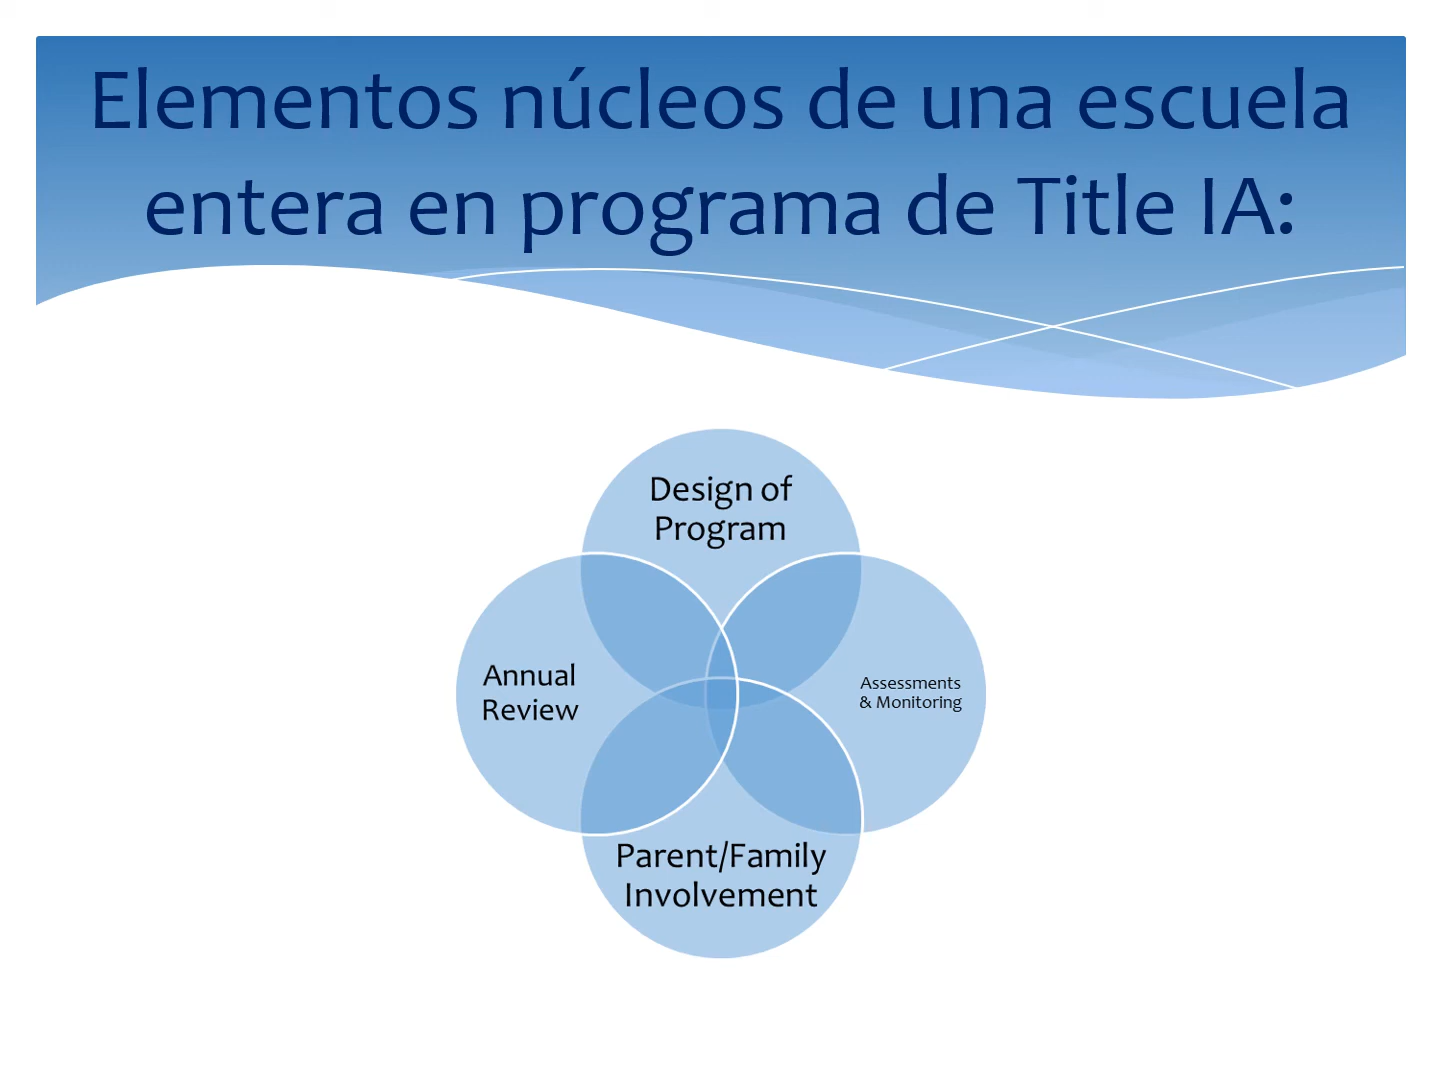 Elementos núcleos de una escuela
entera en programa de Title IA:
Design of
Program
Annual
Review
Assessments
& Monitoring
Parent/Family
Involvement